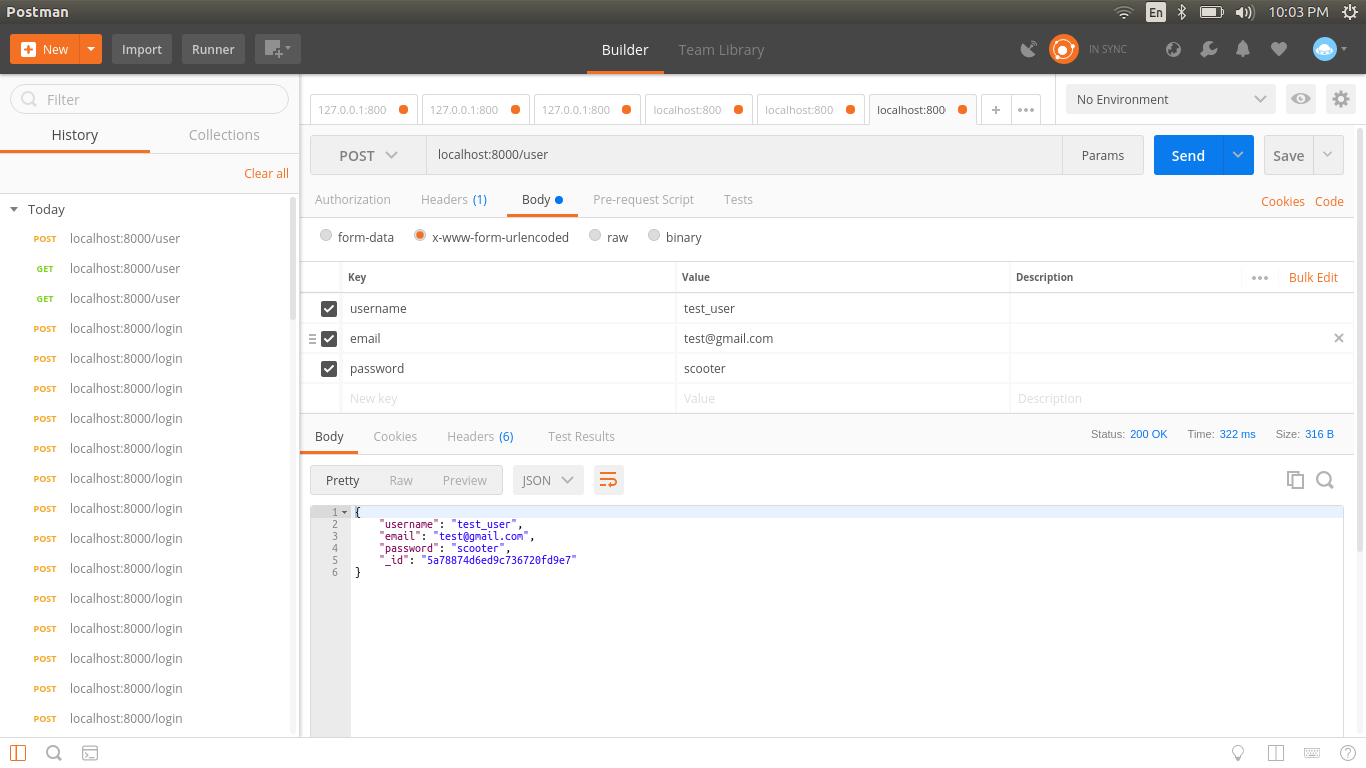 Postman
En
10:03 PM
New
Import
Runner
Builder
Team Library
IN SYNC
Filter
History
Collections
Clear all
Today
POST localhost:8000/user
GET localhost:8000/user
GET localhost:8000/user
POST localhost:8000/login
POST localhost:8000/login
POST localhost:8000/login
POST localhost:8000/login
POST localhost:8000/login
POST localhost:8000/login
POST localhost:8000/login
POST localhost:8000/login
POST localhost:8000/login
POST localhost:8000/login
POST localhost:8000/login
POST localhost:8000/login
POST localhost:8000/login
POST localhost:8000/login
127.0.0.1:800
127.0.0.1:800
127.0.0.1:800
localhost:800
localhost:800
localhost:800
No Environment
POST
localhost:8000/user
Params
Send
Save
Authorization
Headers (1)
Body
Pre-request Script
Tests
Cookies
Code
form-data
x-www-form-urlencoded
raw
binary
Key
Value
Description
Bulk Edit
username
test_user
email
test@gmail.com
password
scooter
New key
Value
Description
Body
Cookies
Headers (6)
Test Results
Status: 200 OK
Time: 322 ms
Size: 316 B
Pretty
Raw
Preview
JSON
1 {
2 "username": "test_user",
3 "email": "test@gmail.com",
4 "password": "scooter",
5 "_id": "5a78874d6ed9c736720fd9e7"
6 }